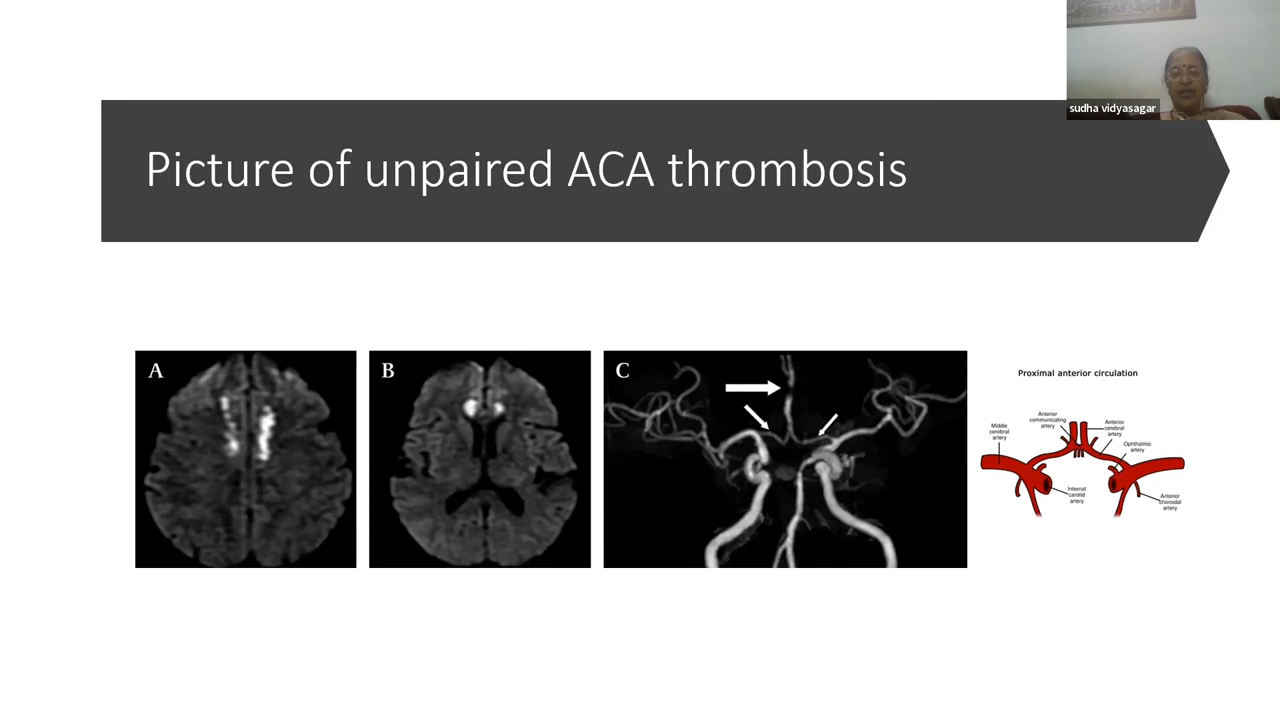 sudha vidyasagar
Picture of unpaired ACA thrombosis
A
B
C
Proximal anterior circulation
Middle
cerebral
artery
Anterior
communicating
artery
Anterior
cerebral
artery
Ophthalmic
artery
Internal
carotid
artery
Anterior
choroidal
artery